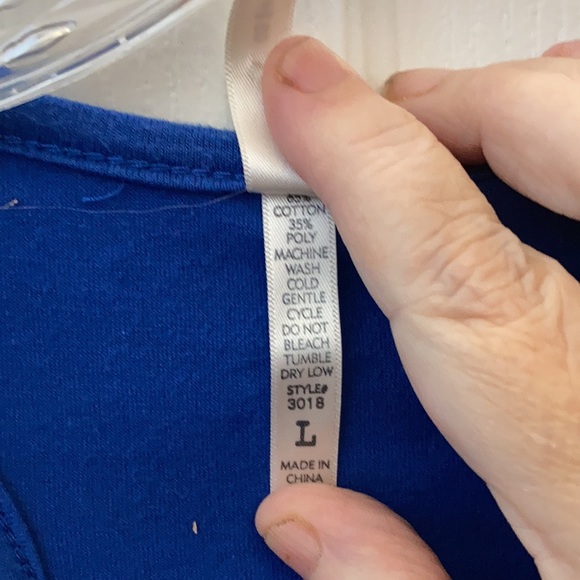 65%
COTTON
35%
POLY
MACHINE
WASH
COLD
GENTLE
CYCLE
DO NOT
BLEACH
TUMBLE
DRY LOW
STYLE#
3018
L
MADE IN
CHINA